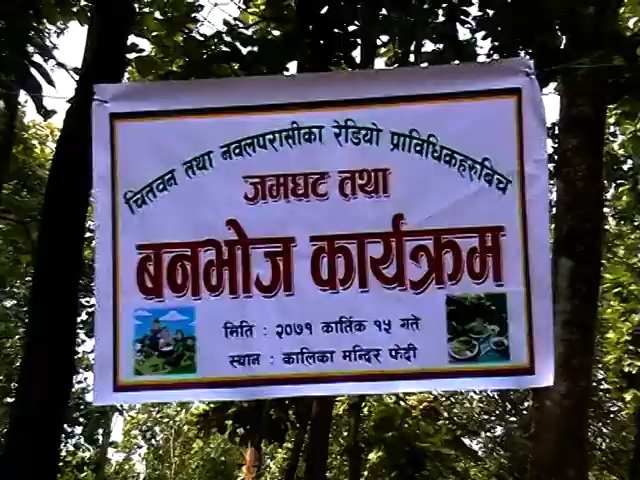 चितवन तथा नवलपरासीका रेडियो प्राविधिकहरुबिच
जमघट तथा
बनभोज कार्यक्रम
मिति : २०७१ कार्तिक १५ गते
स्थान : कालिका मन्दिर फेदी